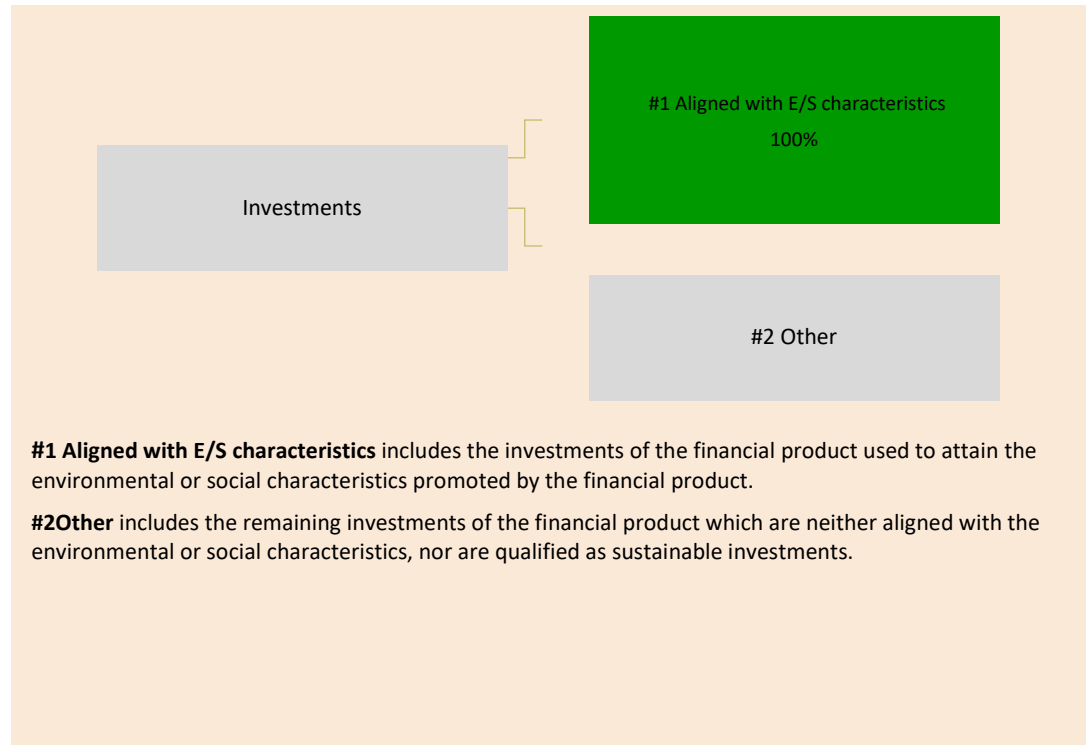 #1 Aligned with E/S characteristics
100%
Investments
#2 Other
#1 Aligned with E/S characteristics includes the investments of the financial product used to attain the
environmental or social characteristics promoted by the financial product.
#2Other includes the remaining investments of the financial product which are neither aligned with the
environmental or social characteristics, nor are qualified as sustainable investments.